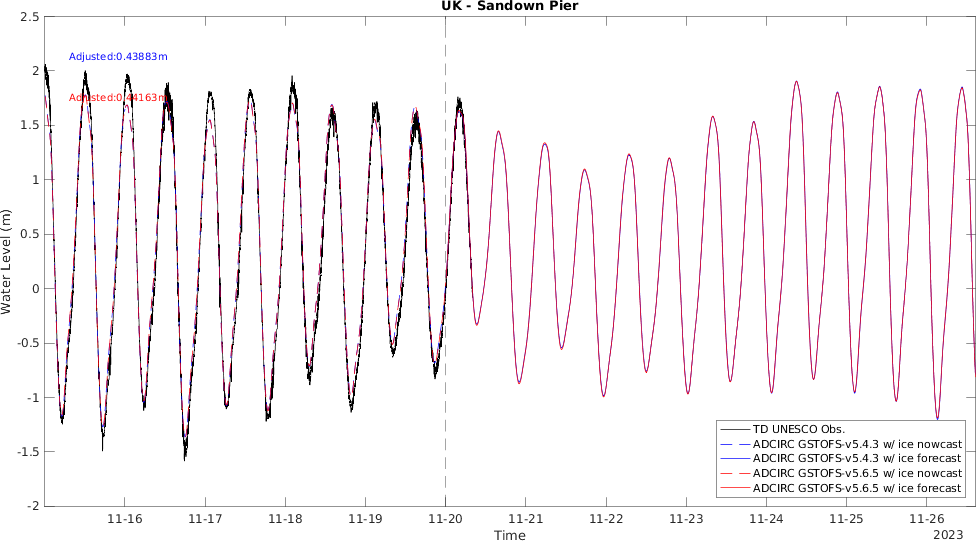 UK - Sandown Pier
Water Level (m)
2.5
2
1.5
1
0.5
0
-0.5
-1
-1.5
-2
Adjusted:0.43883m
Adjusted:0.44163m
TD UNESCO Obs.
ADCIRC GSTOFS-v5.4.3 w/ ice nowcast
ADCIRC GSTOFS-v5.4.3 w/ ice forecast
ADCIRC GSTOFS-v5.6.5 w/ ice nowcast
ADCIRC GSTOFS-v5.6.5 w/ ice forecast
11-16 11-17 11-18 11-19 11-20 11-21 11-22 11-23 11-24 11-25 11-26
Time
2023